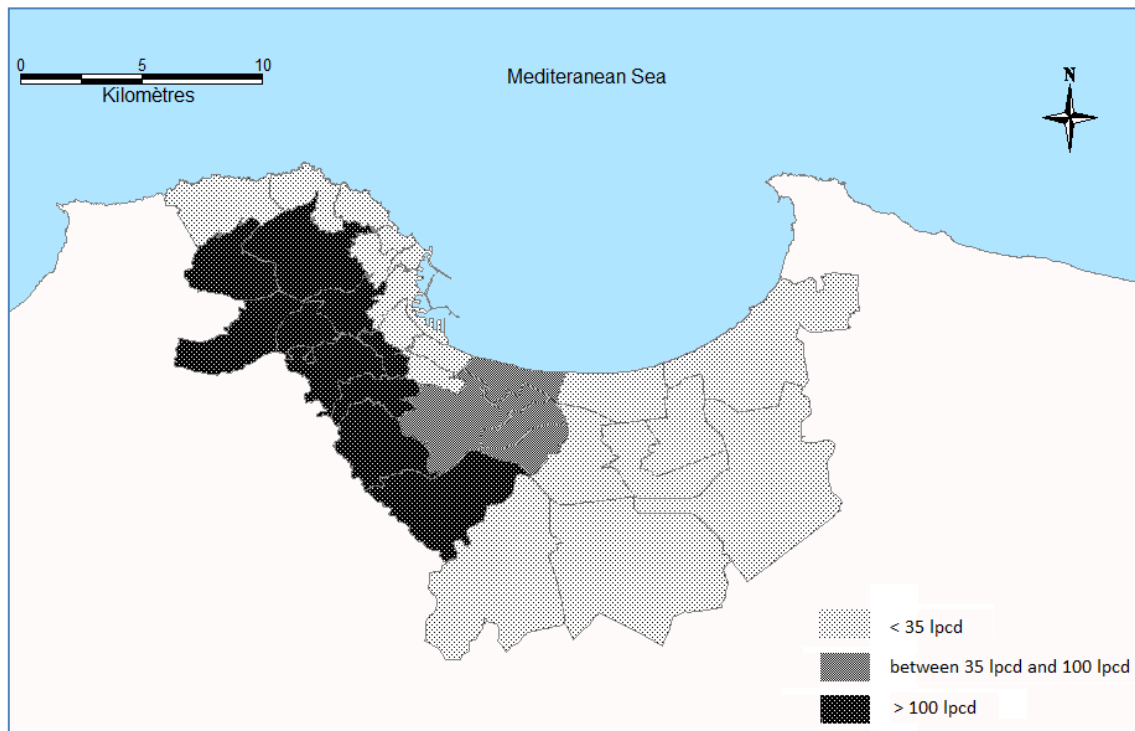 0 5 10
Kilomètres
Mediteranean Sea
N
< 35 lpcd
between 35 lpcd and 100 lpcd
> 100 lpcd